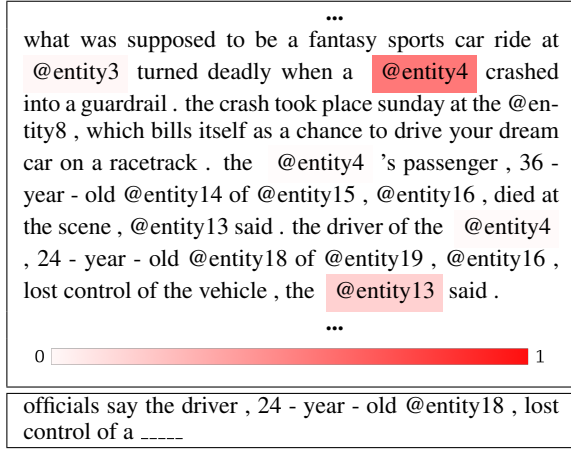 ...
what was supposed to be a fantasy sports car ride at
@entity3 turned deadly when a @entity4 crashed
into a guardrail . the crash took place sunday at the @en-
tity8 , which bills itself as a chance to drive your dream
car on a racetrack . the @entity4 's passenger , 36 -
year - old @entity14 of @entity15 , @entity16 , died at
the scene , @entity13 said . the driver of the @entity4
, 24 - year - old @entity18 of @entity19 , @entity16 ,
lost control of the vehicle , the @entity13 said .
...
0 1
officials say the driver , 24 - year - old @entity18 , lost
control of a _____